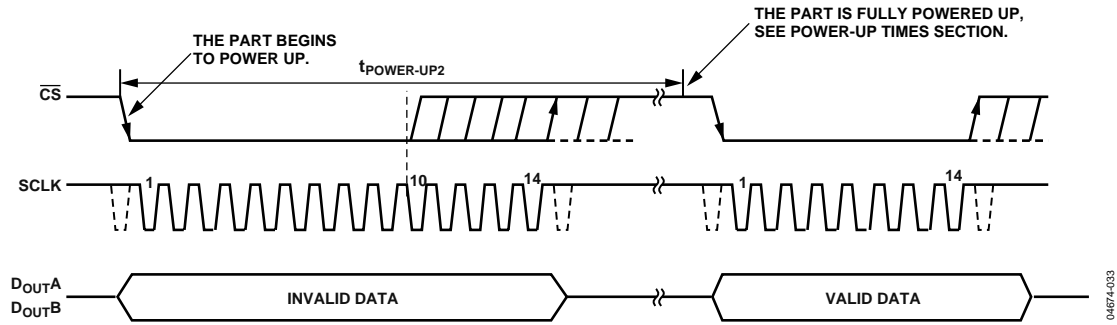 THE PART BEGINS
TO POWER UP.
tPOWER-UP2
THE PART IS FULLY POWERED UP,
SEE POWER-UP TIMES SECTION.
CS
SCLK
1
10
14
1
14
DOUTA
DOUTB
INVALID DATA
VALID DATA
04674-033